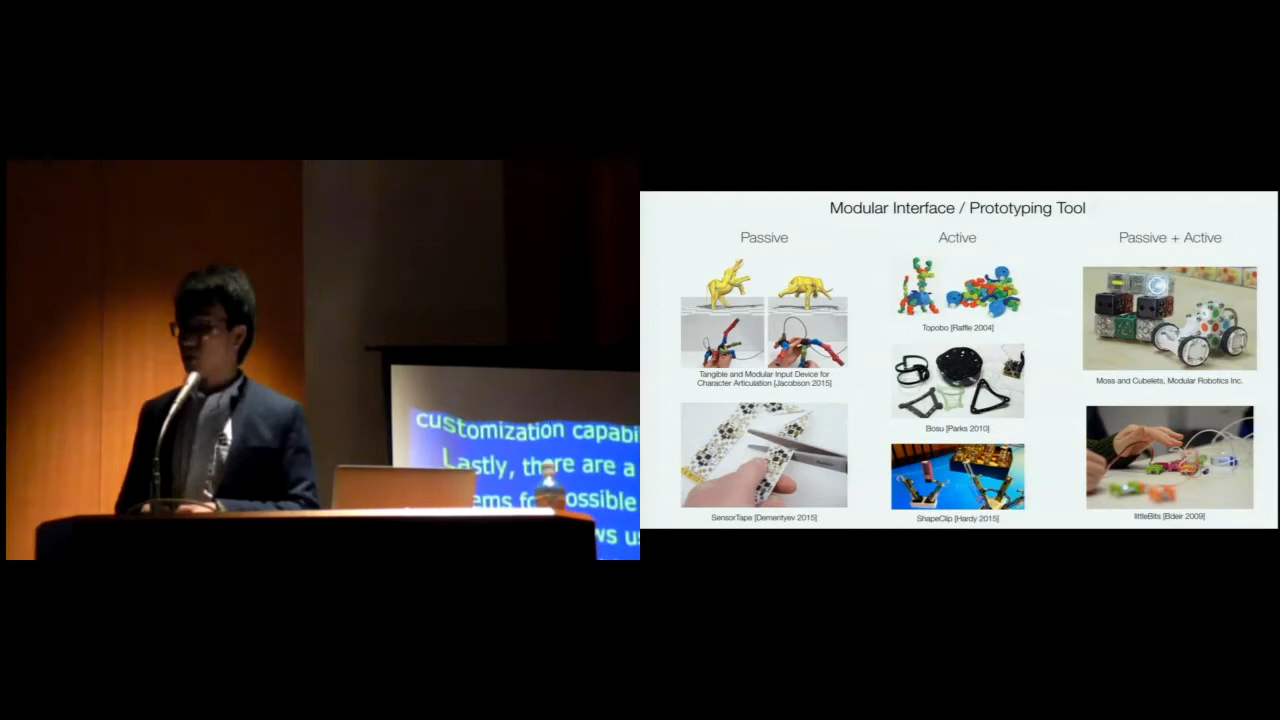 customization capabi
Lastly, there are a
ems fo possible
ws us
Modular Interface / Prototyping Tool
Passive
Active
Passive + Active
Tangible and Modular Input Device for
Character Articulation [Jacobson 2015]
SensorTape [Dementyev 2015]
Topobo [Raffle 2004]
Bosu [Parks 2010]
ShapeClip [Hardy 2015]
Moss and Cubelets, Modular Robotics Inc.
littleBits [Bdeir 2009]